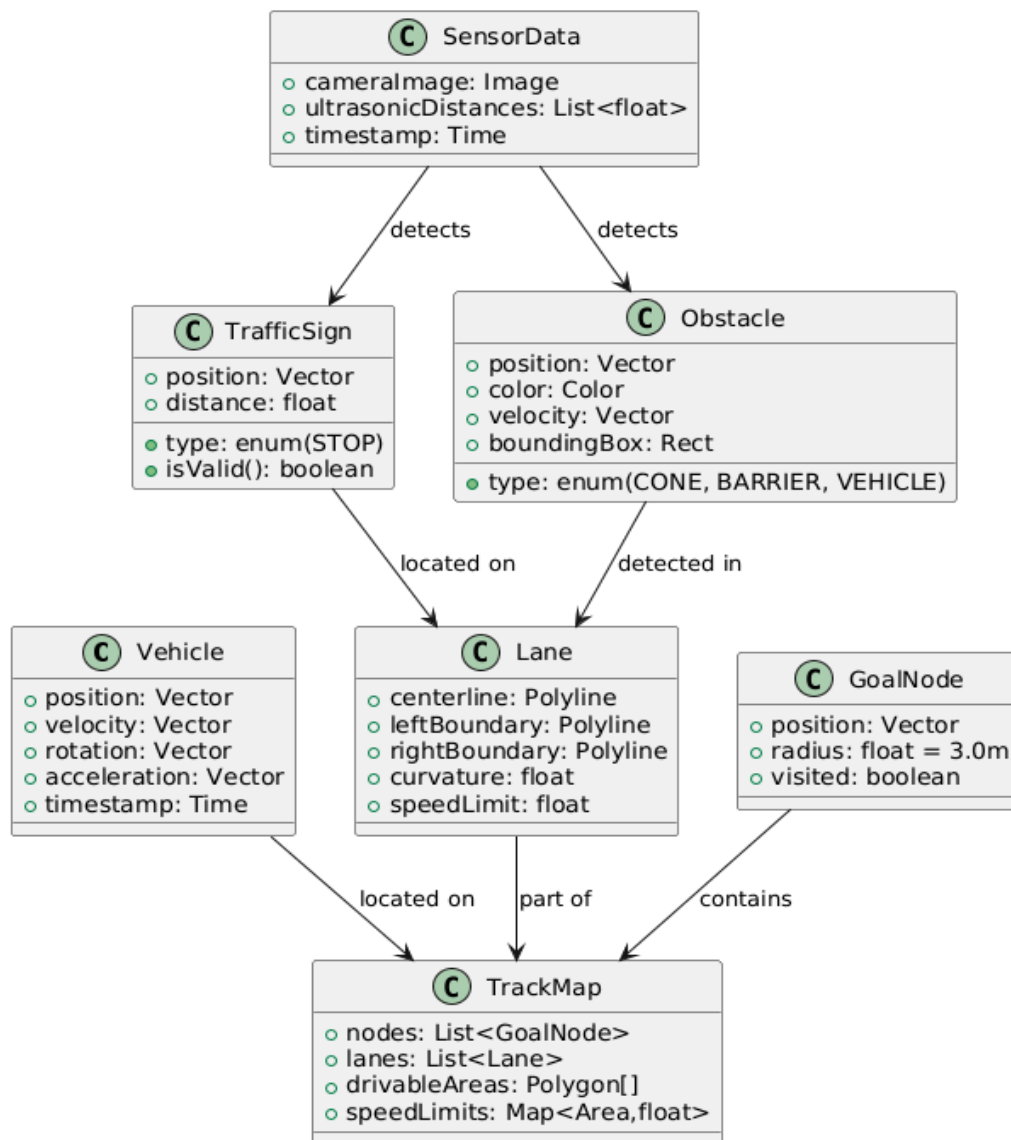 C SensorData
cameraImage: Image
ultrasonicDistances: List<float>
timestamp: Time
detects
detects
C TrafficSign
position: Vector
distance: float
type: enum(STOP)
isValid(): boolean
C Obstacle
position: Vector
color: Color
velocity: Vector
boundingBox: Rect
type: enum(CONE, BARRIER, VEHICLE)
located on
detected in
C Vehicle
position: Vector
velocity: Vector
rotation: Vector
acceleration: Vector
timestamp: Time
C Lane
centerline: Polyline
leftBoundary: Polyline
rightBoundary: Polyline
curvature: float
speedLimit: float
C GoalNode
position: Vector
radius: float = 3.0m
visited: boolean
located on
part of
contains
C TrackMap
nodes: List<GoalNode>
lanes: List<Lane>
drivableAreas: Polygon[]
speedLimits: Map<Area,float>